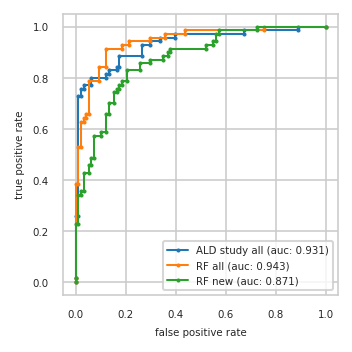 1.0
0.8
0.6
0.4
0.2
0.0
true positive rate
ALD study all (auc: 0.931)
RF all (auc: 0.943)
RF new (auc: 0.871)
0.0 0.2 0.4 0.6 0.8 1.0
false positive rate